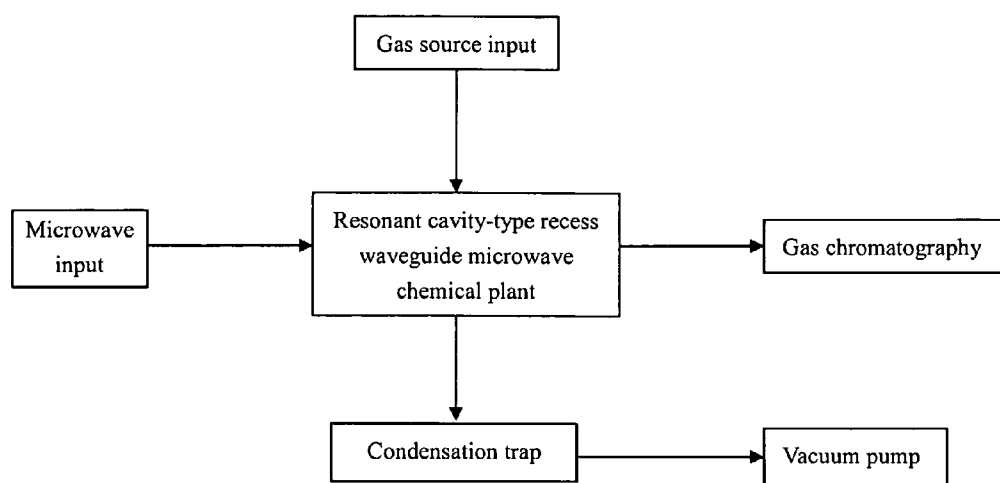 Gas source input
Microwave
input
Resonant cavity-type recess
waveguide microwave
chemical plant
Gas chromatography
Condensation trap
Vacuum pump